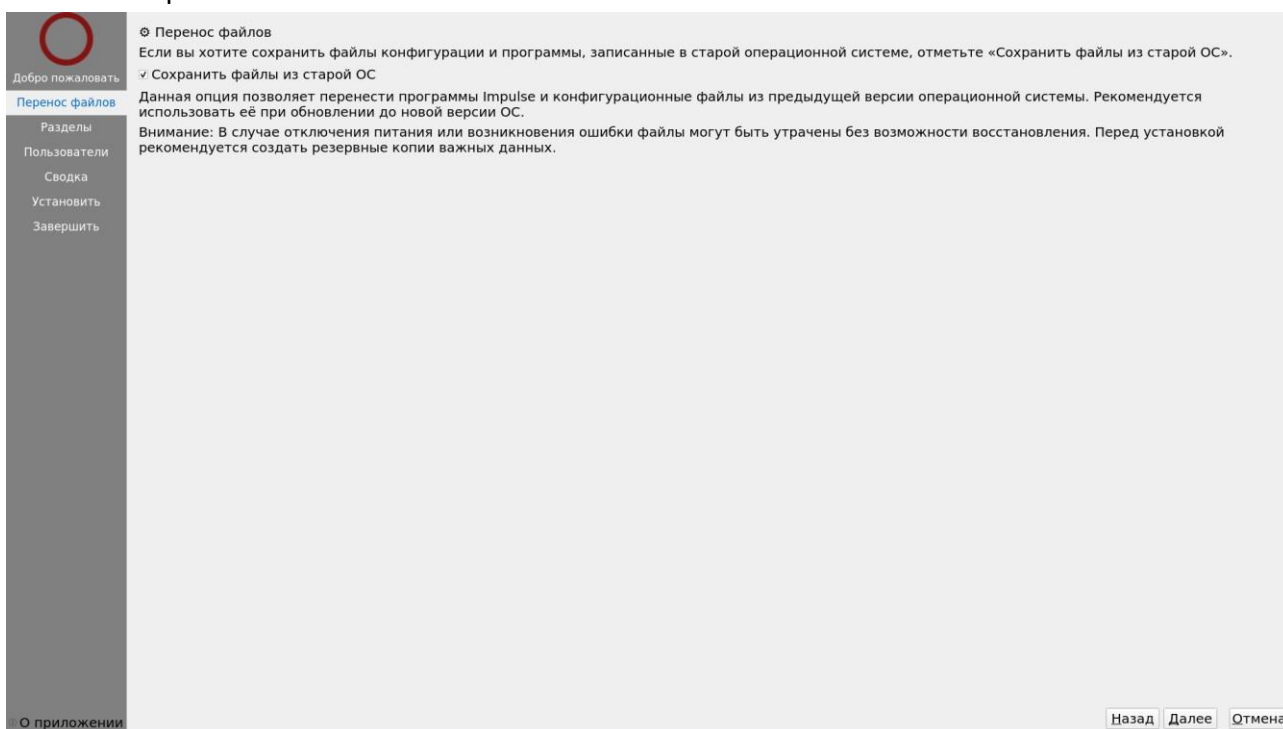 Добро пожаловать
Перенос файлов
Разделы
Пользователи
Сводка
Установить
Завершить
О приложении
Перенос файлов
Если вы хотите сохранить файлы конфигурации и программы, записанные в старой операционной системе, отметьте «Сохранить файлы из старой ОС».
Сохранить файлы из старой ОС
Данная опция позволяет перенести программы Impulse и конфигурационные файлы из предыдущей версии операционной системы. Рекомендуется
использовать её при обновлении до новой версии ОС.
Внимание: В случае отключения питания или возникновения ошибки файлы могут быть утрачены без возможности восстановления. Перед установкой
рекомендуется создать резервные копии важных данных.
Назад Далее Отмена